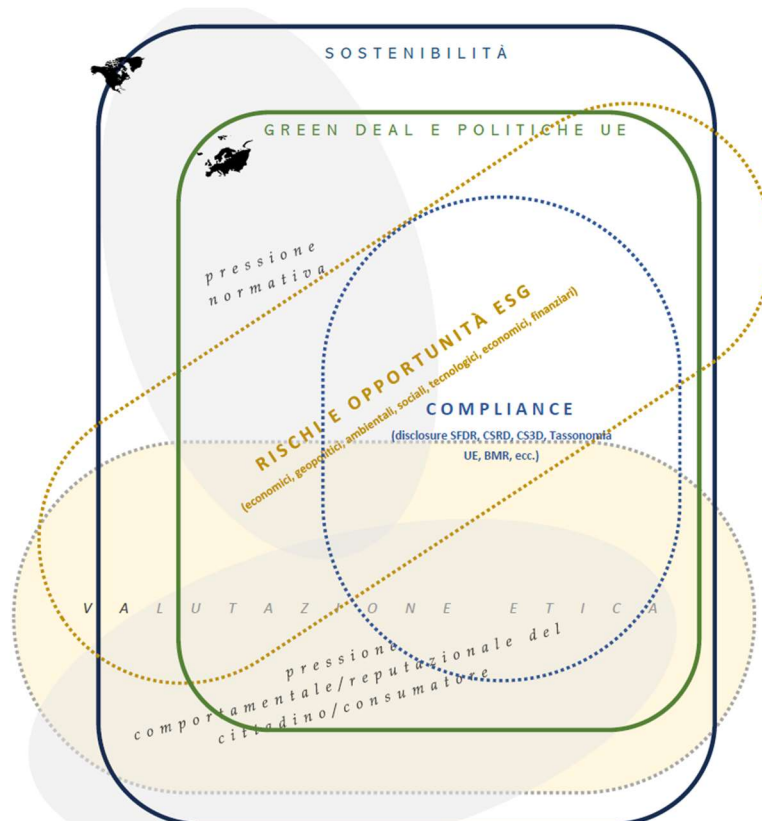 SOSTENIBILITÀ
GREEN DEAL E POLITICHE UE
pressione
normativa
RISCHI E OPPORTUNITÀ ESG
(economici, geopolitici, ambientali, sociali, tecnologici, economici, finanziari)
COMPLIANCE
(disclosure SFDR, CSRD, CS3D, Tassonomia
UE, BMR, ecc.)
VALUTAZIONE ETICA
pressione
comportamentale/reputazionale del
cittadino/consumatore